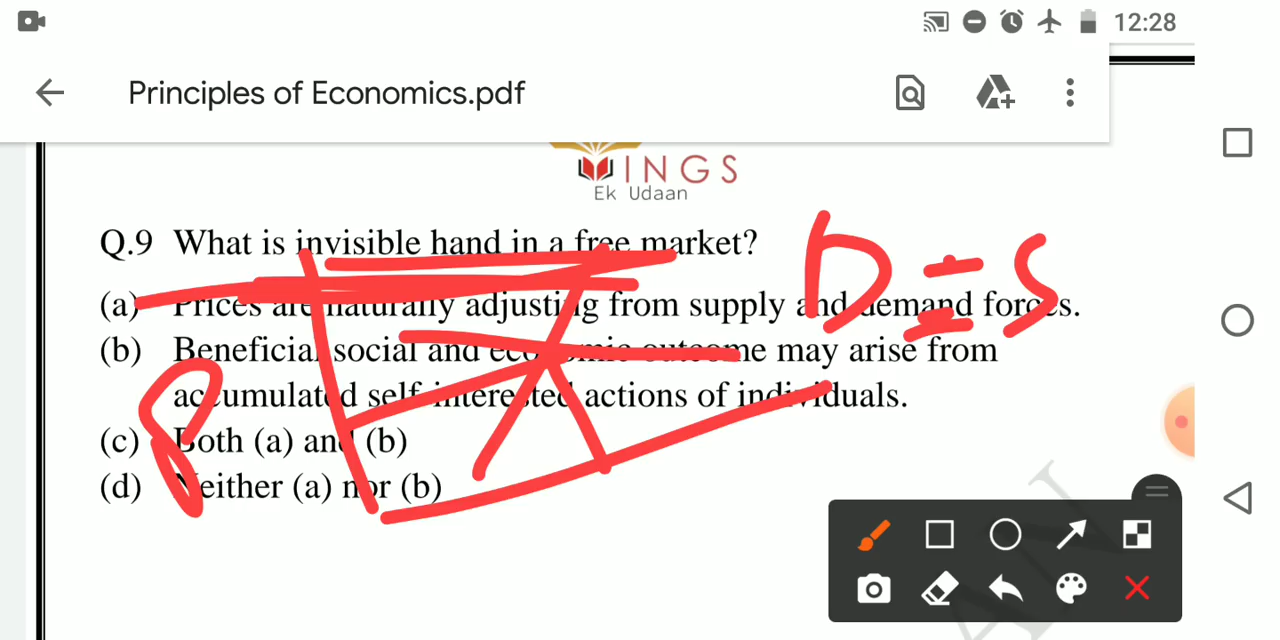 12:28
Principles of Economics.pdf
INGS
Ek Udaan
Q.9 What is invisible hand in a free market?
(a) Prices are naturally adjusting from supply and demand forces.
(b) Beneficial social and economic outcome may arise from
accumulated self-interested actions of individuals.
(c) Both (a) and (b)
(d) Neither (a) nor (b)
D = S
P